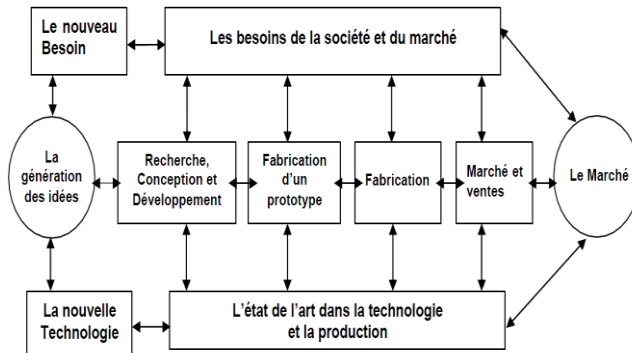 Le nouveau
Besoin
Les besoins de la société et du marché
La
génération
des idées
Recherche,
Conception et
Développement
Fabrication
d'un
prototype
Fabrication
Marché et
ventes
Le Marché
La nouvelle
Technologie
L'état de l'art dans la technologie
et la production